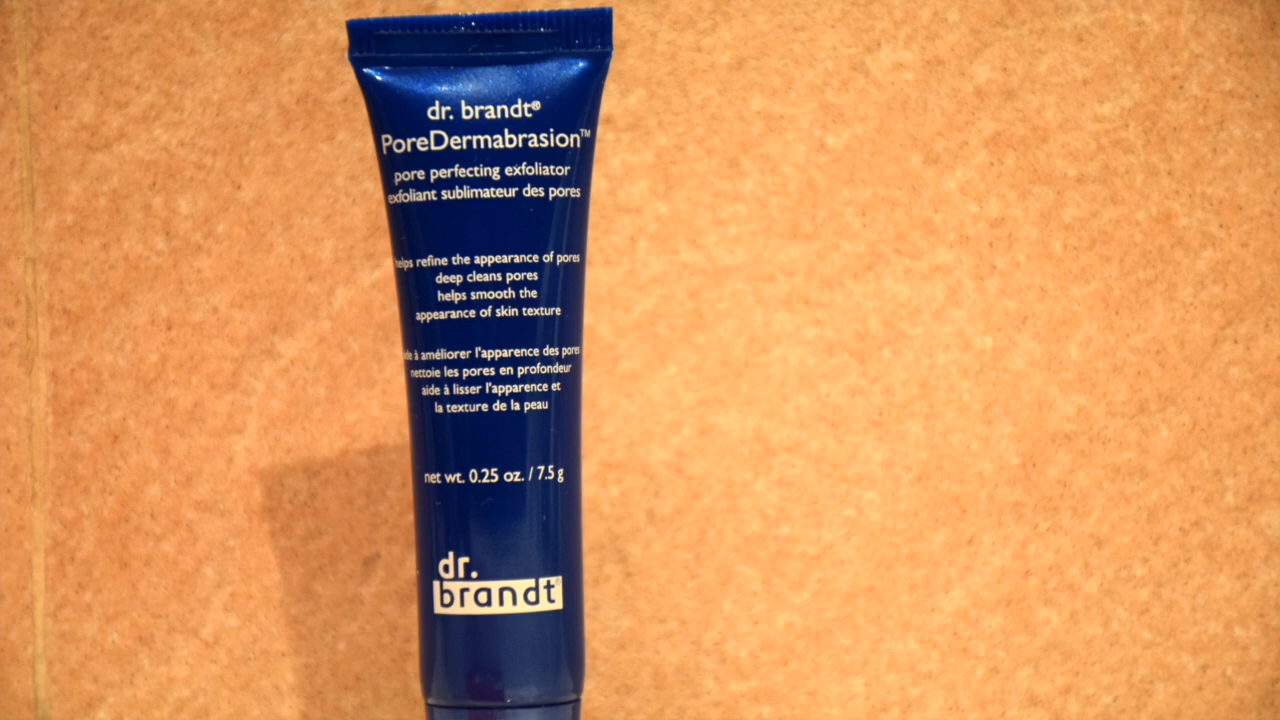 dr. brandt®
PoreDermabrasion™
pore perfecting exfoliator
exfoliant sublimateur des pores
helps refine the appearance of pores
deep cleans pores
helps smooth the
appearance of skin texture
aide à améliorer l'apparence des pores
nettoie les pores en profondeur
aide à lisser l'apparence et
la texture de la peau
net wt. 0.25 oz. / 7.5 g
dr.
brandt®